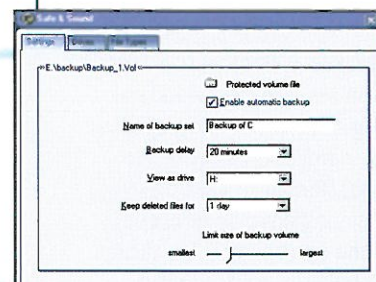 Safe & Sound
Settings Drives File Types
E:\backup\Backup_1.Vol
Protected volume file
Enable automatic backup
Name of backup set Backup of C
Backup delay 20 minutes
View as drive H:
Keep deleted files for 1 day
Limit size of backup volume
smallest largest